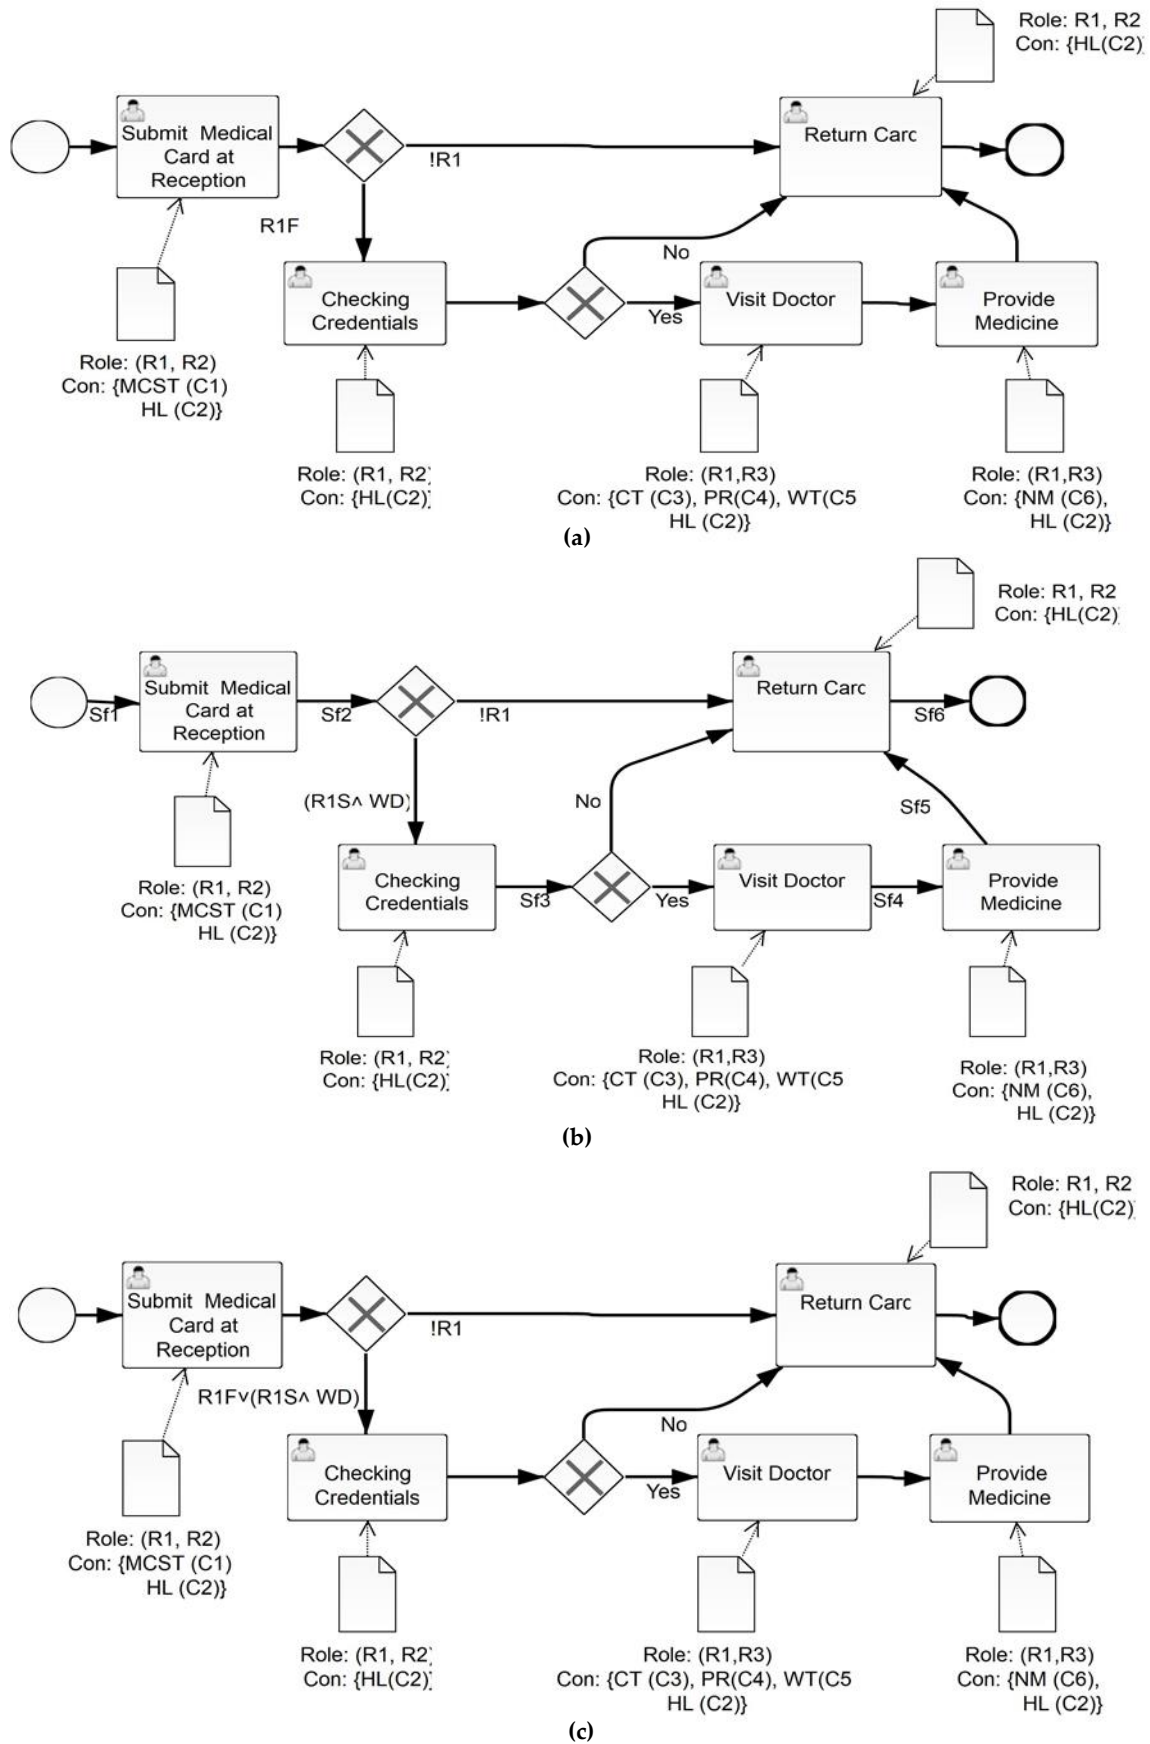 Role: R1, R2
Con: {HL(C2)
Submit Medical
Card at
Reception
!R1
Return Carc
R1F
No
Checking
Credentials
Yes
Visit Doctor
Provide
Medicine
Role: (R1, R2)
Con: {MCST (C1)
HL (C2)}
Role: (R1, R2)
Con: {HL(C2)}
Role: (R1,R3)
Con: {CT (C3), PR(C4), WT(C5
HL (C2)}
Role: (R1,R3)
Con: {NM (C6),
HL (C2)}
(a)
Role: R1, R2
Con: {HL(C2)
Sf1
Submit Medical
Card at
Reception
Sf2
!R1
Return Carc
Sf6
(R1S˄ WD)
No
Sf5
Checking
Credentials
Sf3
Yes
Visit Doctor
Sf4
Provide
Medicine
Role: (R1, R2)
Con: {MCST (C1)
HL (C2)}
Role: (R1, R2)
Con: {HL(C2)}
Role: (R1,R3)
Con: {CT (C3), PR(C4), WT(C5
HL (C2)}
Role: (R1,R3)
Con: {NM (C6),
HL (C2)}
(b)
Role: R1, R2
Con: {HL(C2)
Submit Medical
Card at
Reception
!R1
Return Carc
R1F˅(R1S˄ WD)
No
Checking
Credentials
Yes
Visit Doctor
Provide
Medicine
Role: (R1, R2)
Con: {MCST (C1)
HL (C2)}
Role: (R1, R2)
Con: {HL(C2)}
Role: (R1,R3)
Con: {CT (C3), PR(C4), WT(C5
HL (C2)}
Role: (R1,R3)
Con: {NM (C6),
HL (C2)}
(c)